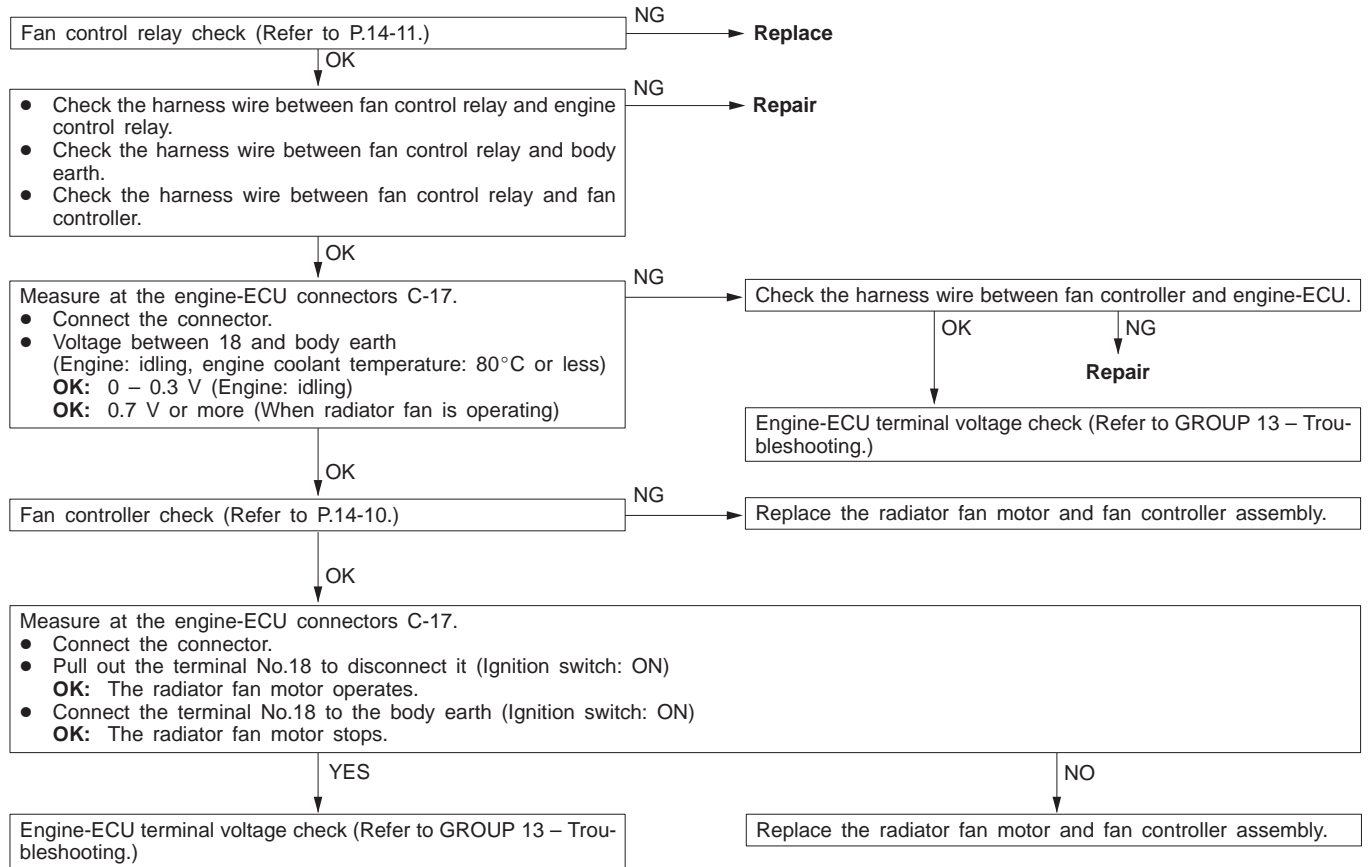 Fan control relay check (Refer to P.14-11.)
NG
Replace
OK
● Check the harness wire between fan control relay and engine
control relay.
● Check the harness wire between fan control relay and body
earth.
● Check the harness wire between fan control relay and fan
controller.
NG
Repair
OK
Measure at the engine-ECU connectors C-17.
● Connect the connector.
● Voltage between 18 and body earth
(Engine: idling, engine coolant temperature: 80°C or less)
OK: 0 – 0.3 V (Engine: idling)
OK: 0.7 V or more (When radiator fan is operating)
NG
Check the harness wire between fan controller and engine-ECU.
OK
NG
Repair
Engine-ECU terminal voltage check (Refer to GROUP 13 – Trou-
bleshooting.)
OK
Fan controller check (Refer to P.14-10.)
NG
Replace the radiator fan motor and fan controller assembly.
OK
Measure at the engine-ECU connectors C-17.
● Connect the connector.
● Pull out the terminal No.18 to disconnect it (Ignition switch: ON)
OK: The radiator fan motor operates.
● Connect the terminal No.18 to the body earth (Ignition switch: ON)
OK: The radiator fan motor stops.
YES
NO
Engine-ECU terminal voltage check (Refer to GROUP 13 – Trou-
bleshooting.)
Replace the radiator fan motor and fan controller assembly.